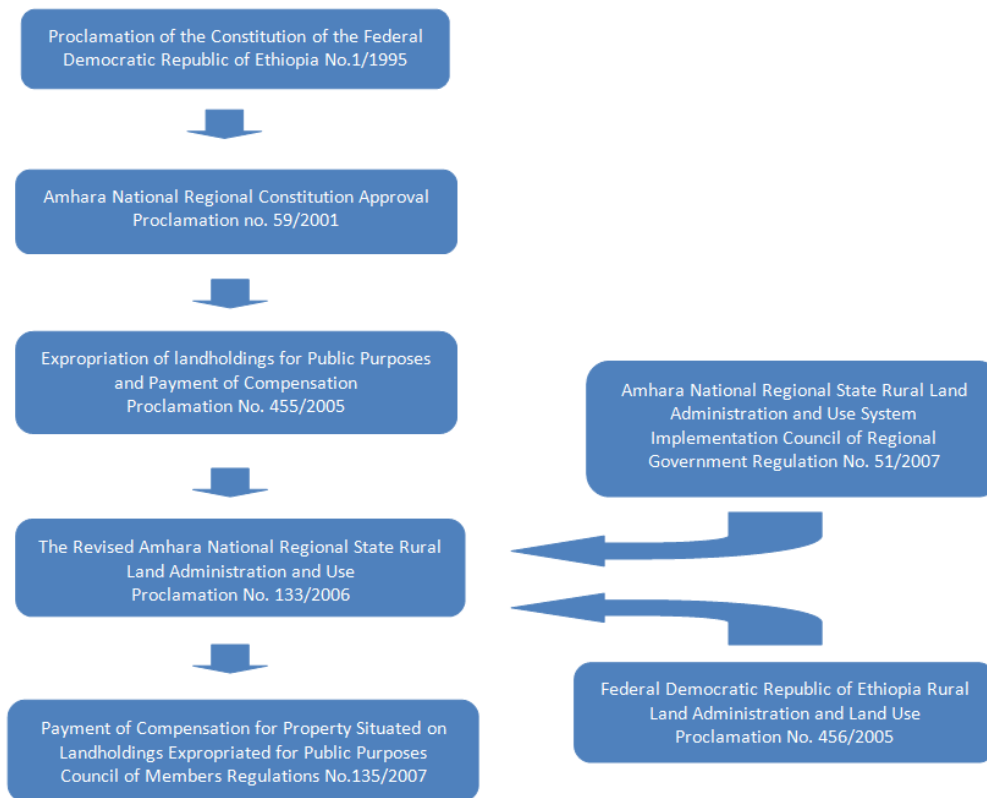 Proclamation of the Constitution of the Federal
Democratic Republic of Ethiopia No.1/1995
Amhara National Regional Constitution Approval
Proclamation no. 59/2001
Expropriation of landholdings for Public Purposes
and Payment of Compensation
Proclamation No. 455/2005
Amhara National Regional State Rural Land
Administration and Use System
Implementation Council of Regional
Government Regulation No. 51/2007
The Revised Amhara National Regional State Rural
Land Administration and Use
Proclamation No. 133/2006
Federal Democratic Republic of Ethiopia Rural
Land Administration and Land Use
Proclamation No. 456/2005
Payment of Compensation for Property Situated on
Landholdings Expropriated for Public Purposes
Council of Members Regulations No.135/2007